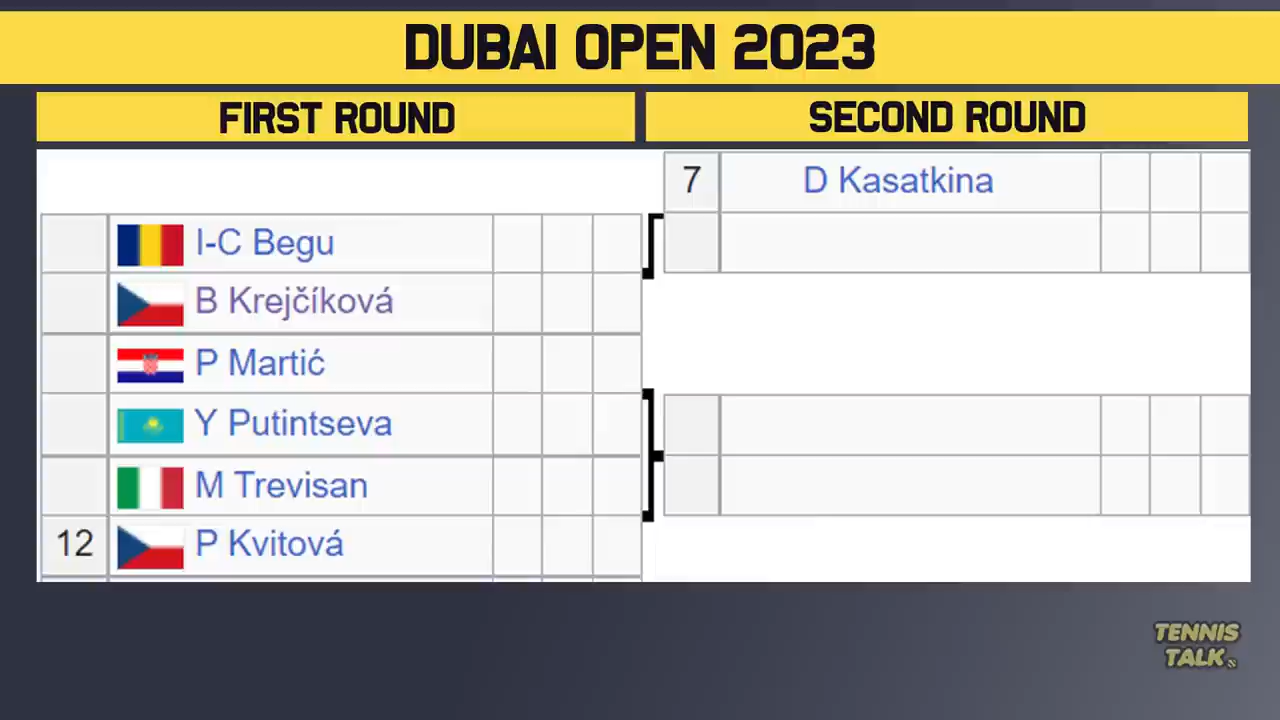 DUBAI OPEN 2023
FIRST ROUND
SECOND ROUND
7 D Kasatkina
I-C Begu
B Krejčíková
P Martić
Y Putintseva
M Trevisan
12 P Kvitová
TENNIS
TALK